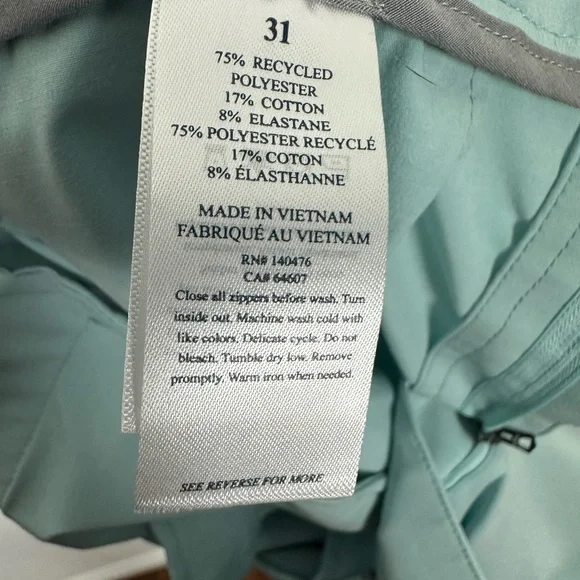 31
75% RECYCLED
POLYESTER
17% COTTON
8% ELASTANE
75% POLYESTER RECYCLÉ
17% COTON
8% ÉLASTHANNE
MADE IN VIETNAM
FABRIQUÉ AU VIETNAM
RN# 140476
CA# 64607
Close all zippers before wash. Turn
inside out. Machine wash cold with
like colors. Delicate cycle. Do not
bleach. Tumble dry low. Remove
promptly. Warm iron when needed.
SEE REVERSE FOR MORE